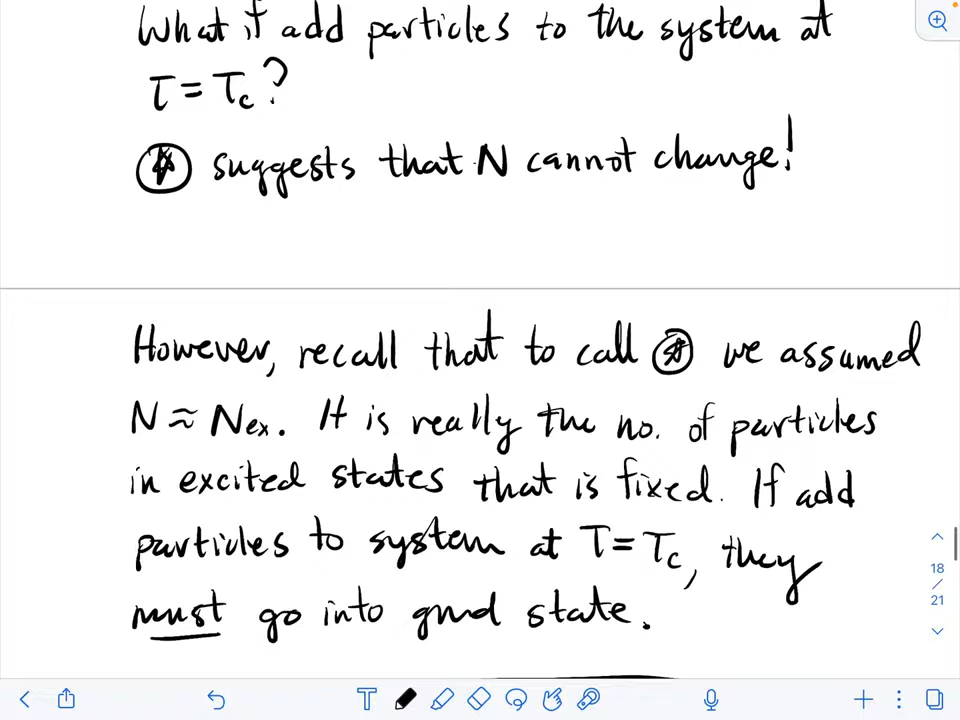 What if add particles to the system at
T = Tc?
⊛ suggests that N cannot change!
However, recall that to call ⊛ we assumed
N ≈ Nex. It is really the no. of particles
in excited states that is fixed. If add
particles to system at T = Tc, they
must go into gnd state.
18
/
21
T